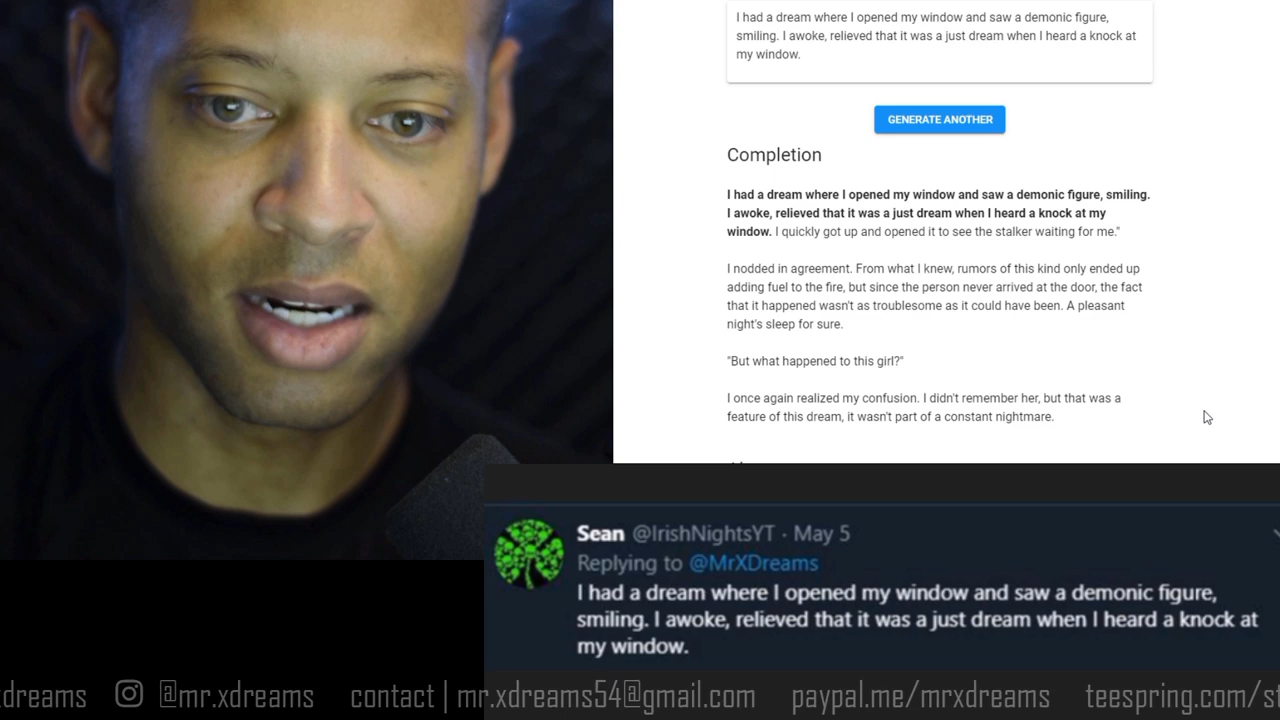 I had a dream where I opened my window and saw a demonic figure,
smiling. I awoke, relieved that it was a just dream when I heard a knock at
my window.
GENERATE ANOTHER
Completion
I had a dream where I opened my window and saw a demonic figure, smiling.
I awoke, relieved that it was a just dream when I heard a knock at my
window. I quickly got up and opened it to see the stalker waiting for me."
I nodded in agreement. From what I knew, rumors of this kind only ended up
adding fuel to the fire, but since the person never arrived at the door, the fact
that it happened wasn't as troublesome as it could have been. A pleasant
night's sleep for sure.
"But what happened to this girl?"
I once again realized my confusion. I didn't remember her, but that was a
feature of this dream, it wasn't part of a constant nightmare.
Sean @IrishNightsYT · May 5
Replying to @MrXDreams
I had a dream where I opened my window and saw a demonic figure,
smiling. I awoke, relieved that it was a just dream when I heard a knock at
my window.
dreams @mr.xdreams contact | mr.xdreams54@gmail.com paypal.me/mrxdreams teespring.com/st